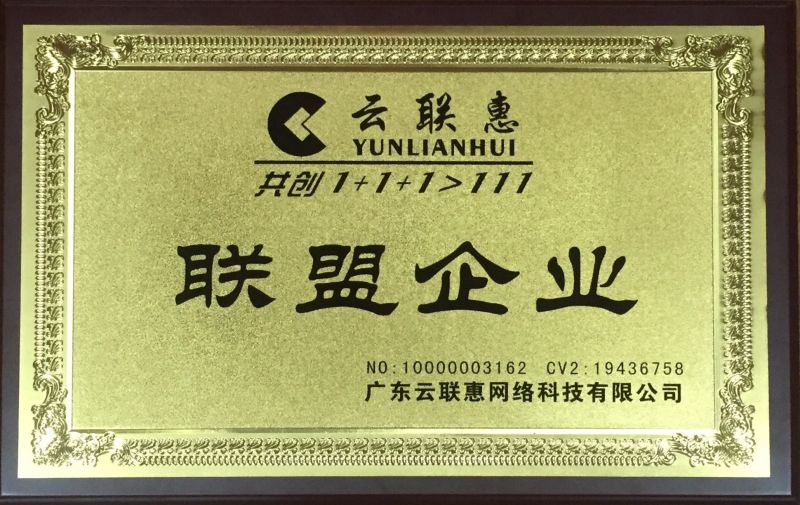 云联惠
YUNLIANHUI
共创 1+1+1>111
联盟企业
NO:10000003162 CV2:19436758
广东云联惠网络科技有限公司